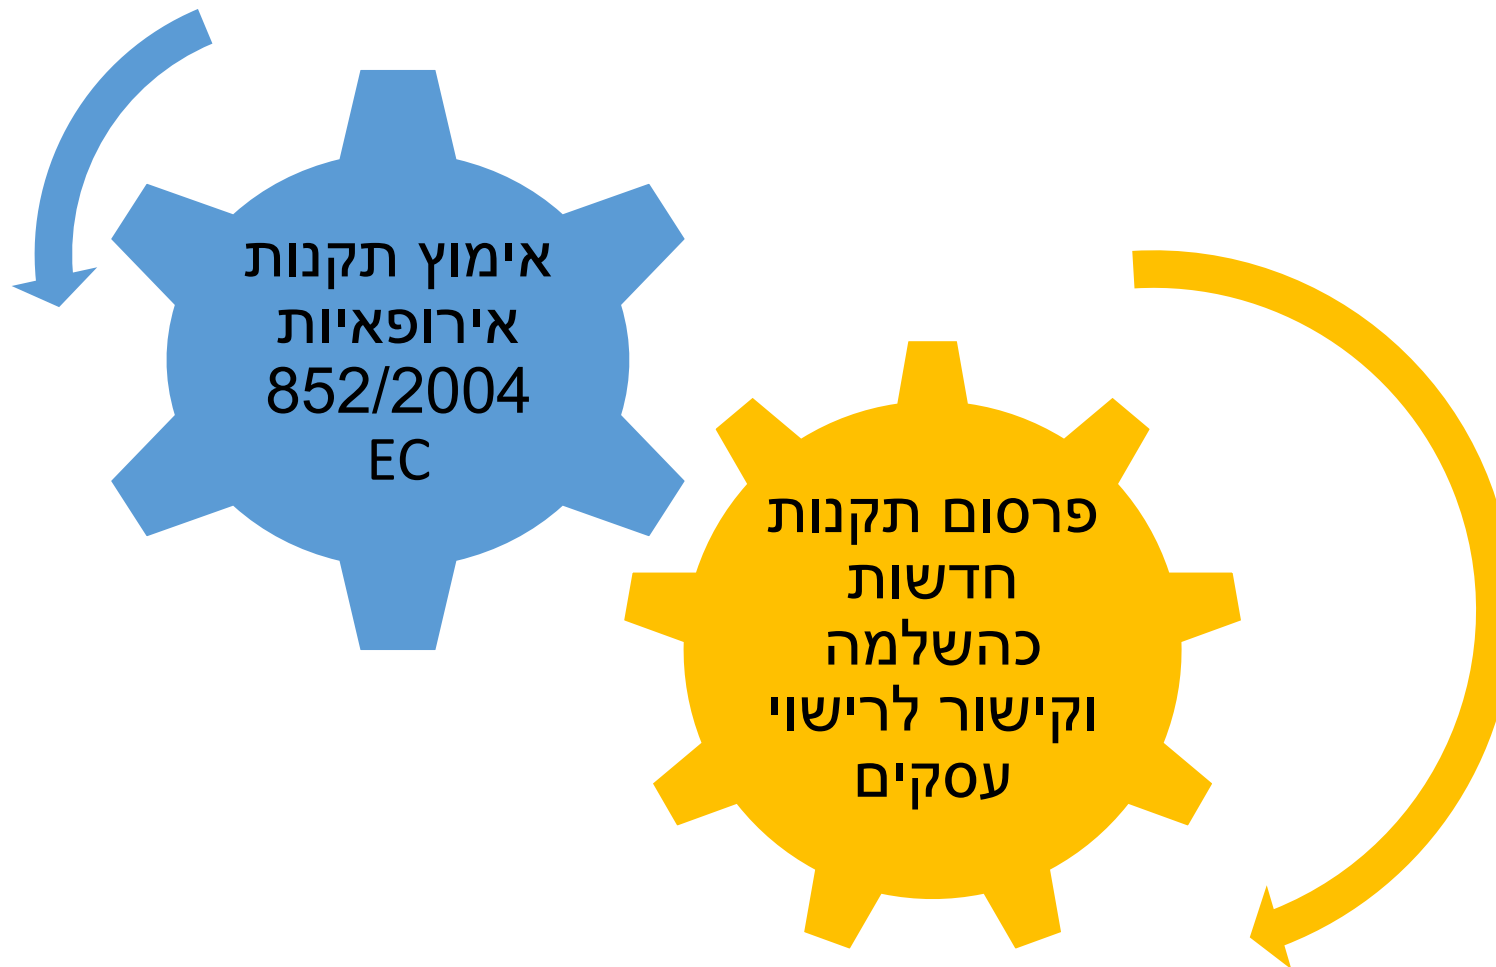 אימוץ תקנות
אירופאיות
852/2004
EC
פרסום תקנות
חדשות
כהשלמה
וקישור לרישוי
עסקים